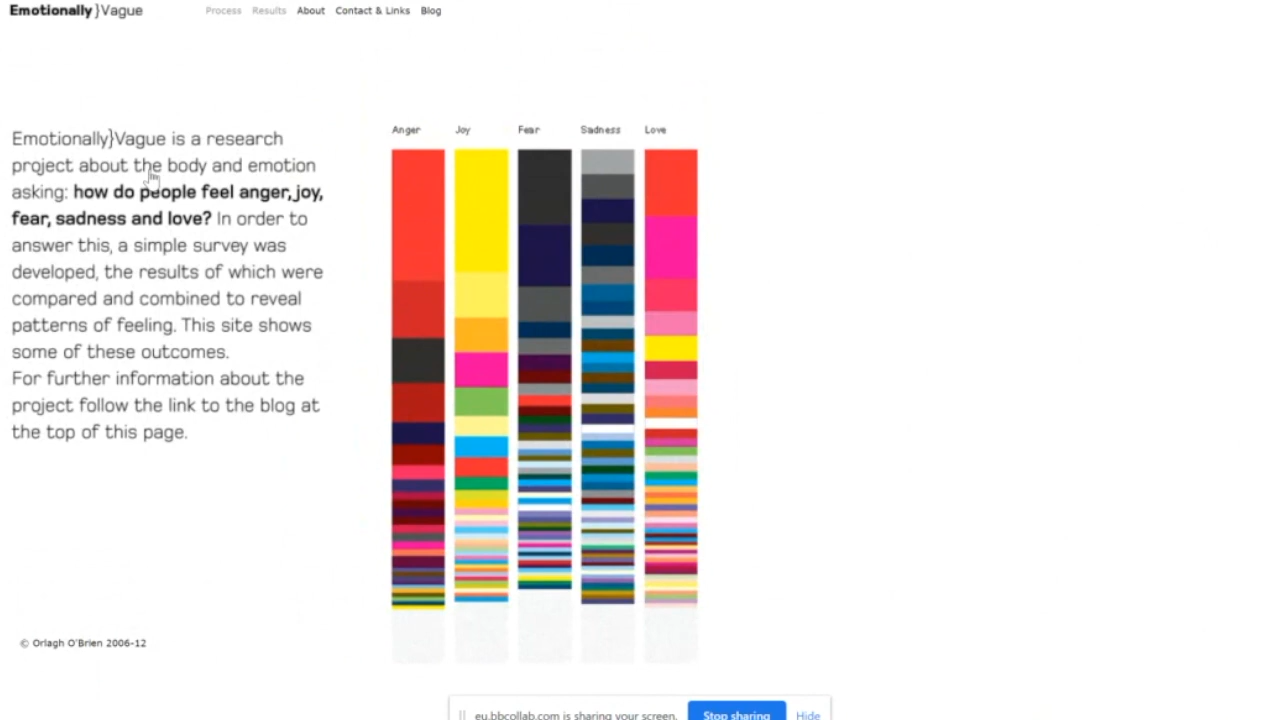 Emotionally}Vague
Process Results About Contact & Links Blog
Emotionally}Vague is a research
project about the body and emotion
asking: how do people feel anger, joy,
fear, sadness and love? In order to
answer this, a simple survey was
developed, the results of which were
compared and combined to reveal
patterns of feeling. This site shows
some of these outcomes.
For further information about the
project follow the link to the blog at
the top of this page.
Anger Joy Fear Sadness Love
© Orlagh O'Brien 2006-12
eu.bbcollab.com is sharing your screen. Stop sharing Hide